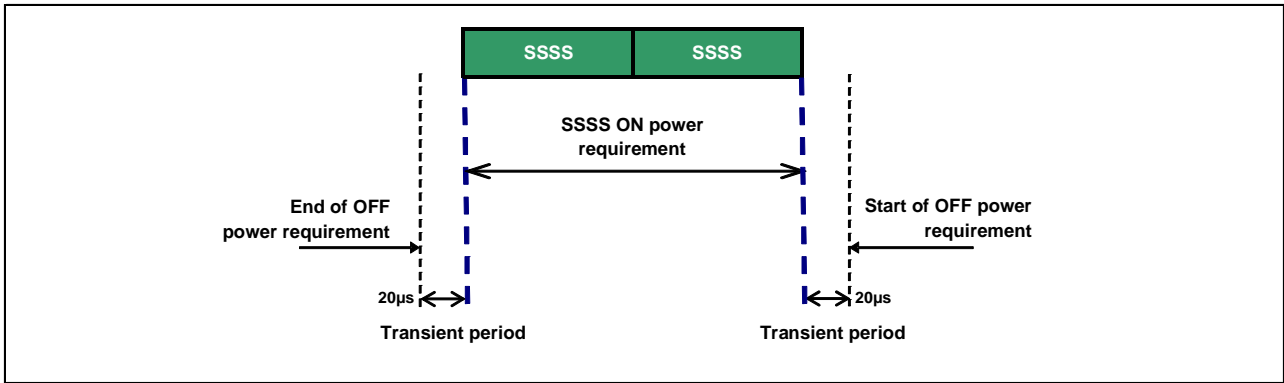 SSSS SSSS
SSSS ON power
requirement
End of OFF
power requirement
Start of OFF power
requirement
20µs
20µs
Transient period
Transient period